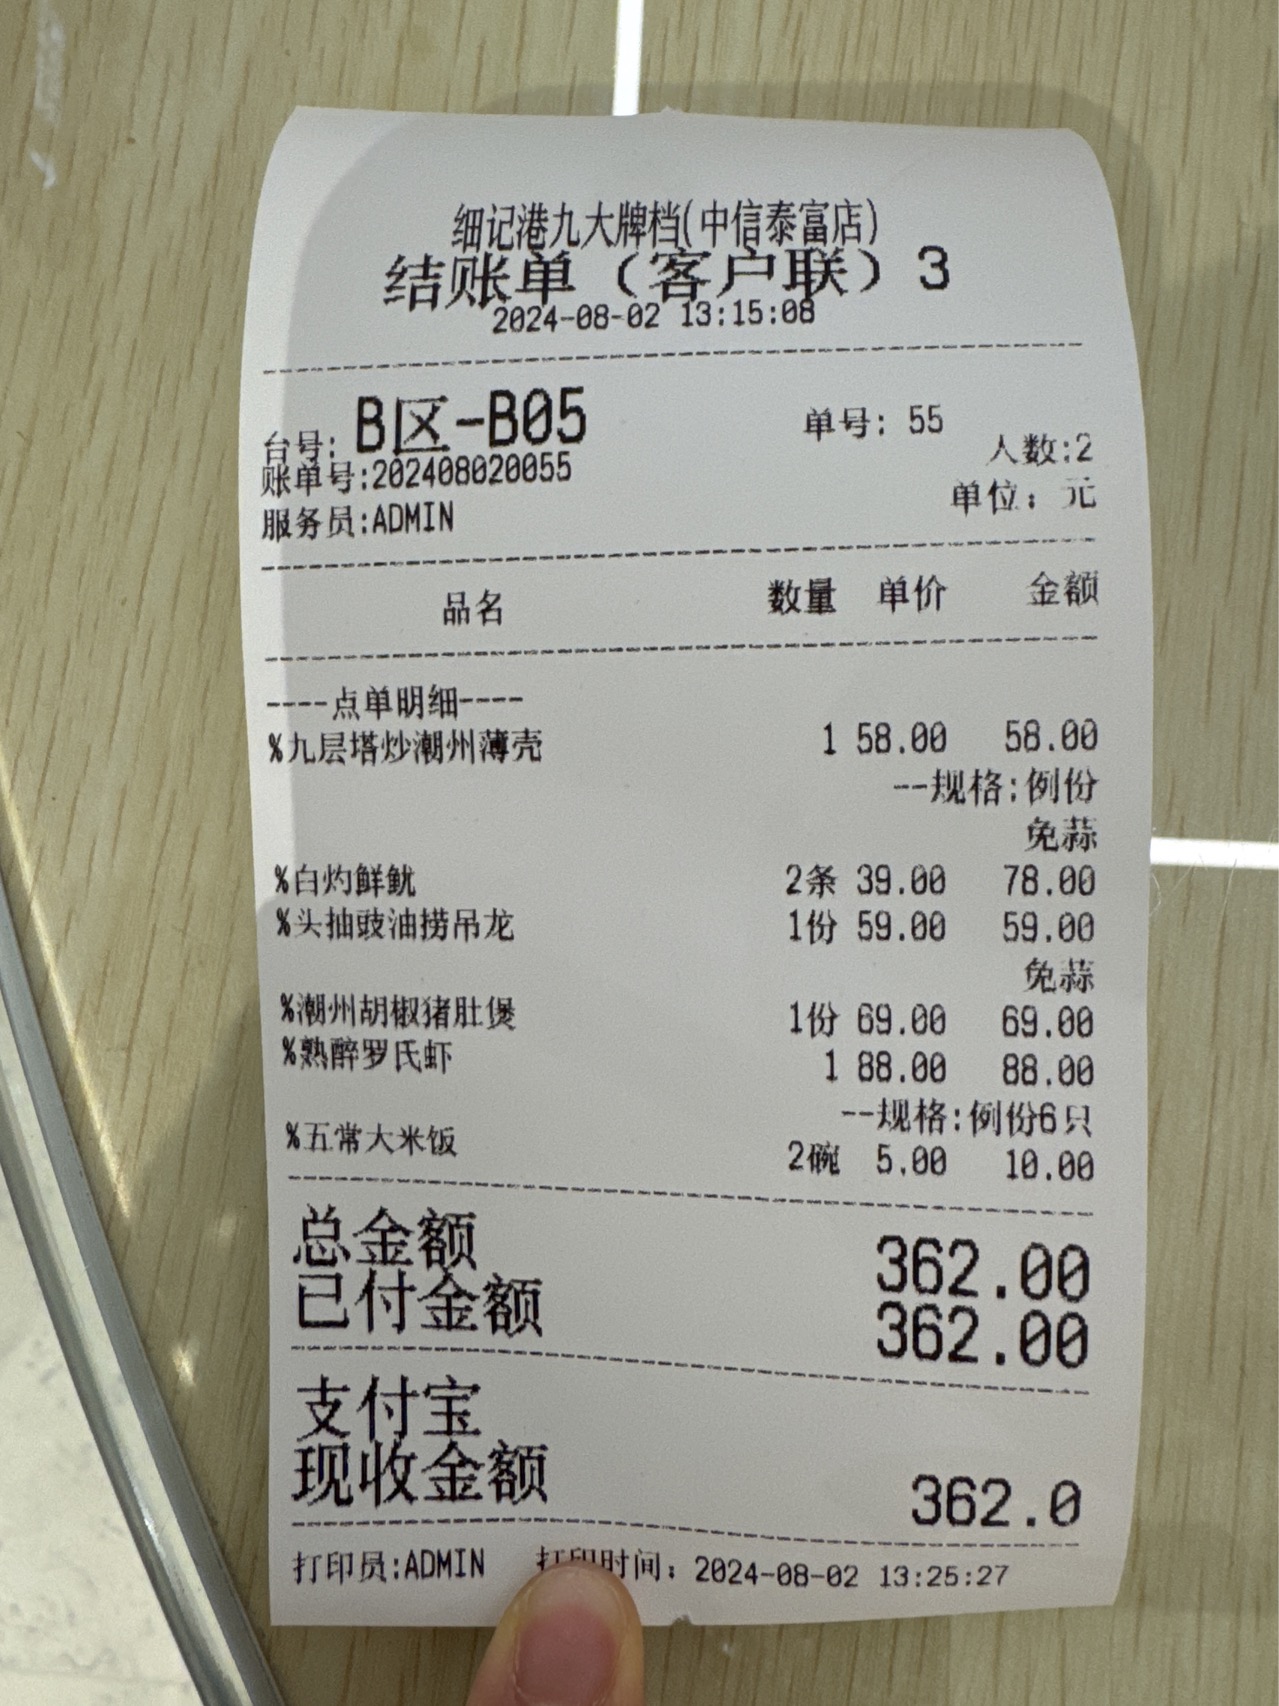 细记港九大牌档(中信泰富店)
结账单（客户联）3
2024-08-02 13:15:08
台号: B区-B05 单号: 55
人数:2
账单号:202408020055
单位: 元
服务员:ADMIN
品名 数量 单价 金额
----点单明细----
%九层塔炒潮州薄壳 1 58.00 58.00
--规格:例份
免蒜
%白灼鲜鱿 2条 39.00 78.00
%头抽豉油捞吊龙 1份 59.00 59.00
免蒜
%潮州胡椒猪肚煲 1份 69.00 69.00
%熟醉罗氏虾 1 88.00 88.00
--规格:例份6只
%五常大米饭 2碗 5.00 10.00
总金额 362.00
已付金额 362.00
支付宝
现收金额 362.0
打印员:ADMIN 打印时间: 2024-08-02 13:25:27